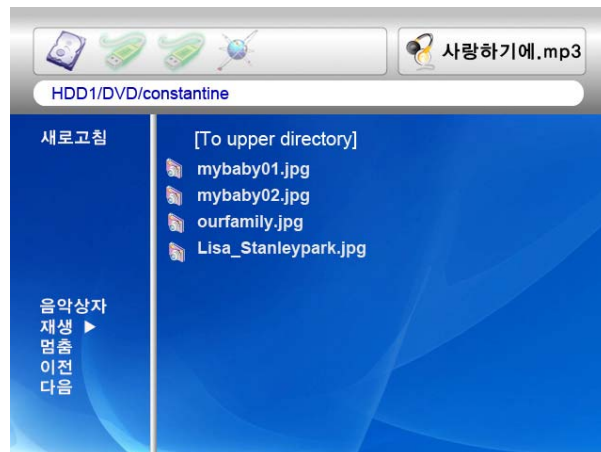 사랑하기에.mp3
HDD1/DVD/constantine
새로고침
[To upper directory]
mybaby01.jpg
mybaby02.jpg
ourfamily.jpg
Lisa_Stanleypark.jpg
음악상자
재생 ▶
멈춤
이전
다음